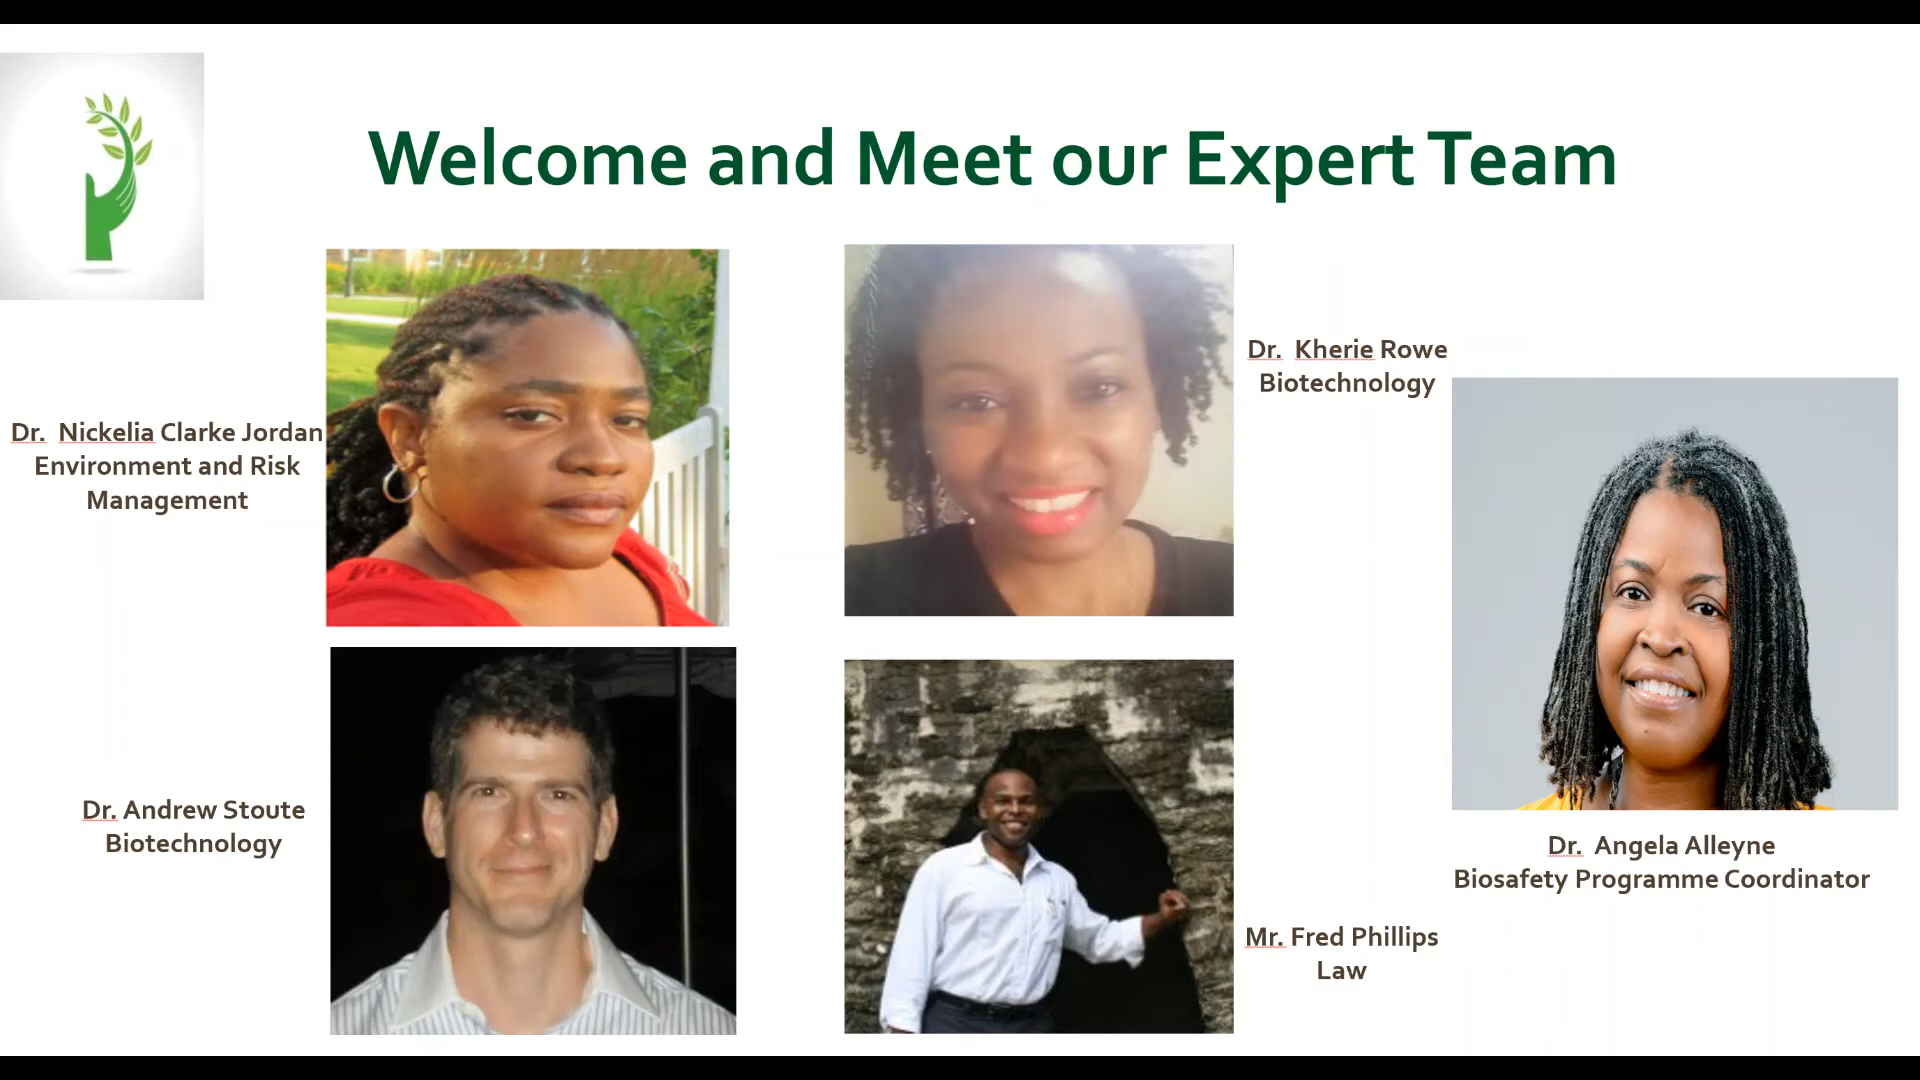 Welcome and Meet our Expert Team
Dr. Nickelia Clarke Jordan
Environment and Risk
Management
Dr. Kherie Rowe
Biotechnology
Dr. Andrew Stoute
Biotechnology
Mr. Fred Phillips
Law
Dr. Angela Alleyne
Biosafety Programme Coordinator